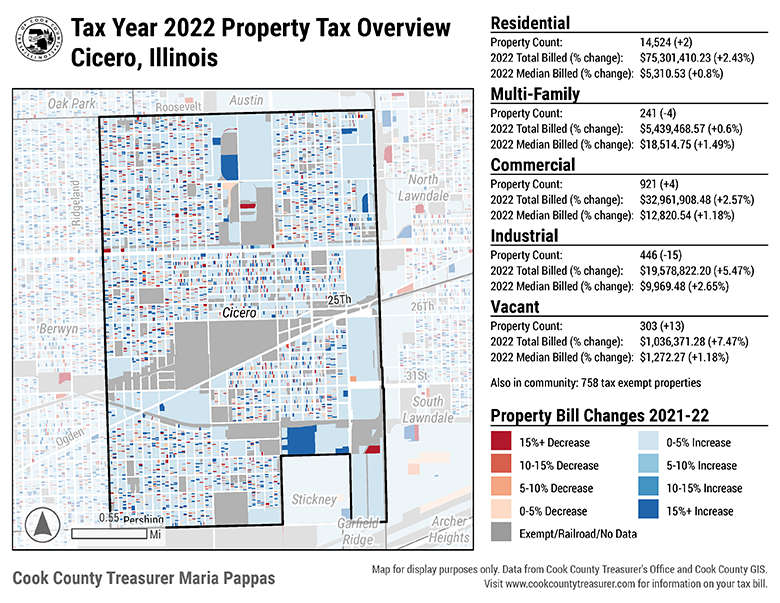 Tax Year 2022 Property Tax Overview
Cicero, Illinois
Residential
Property Count: 14,524 (+2)
2022 Total Billed (% change): $75,301,410.23 (+2.43%)
2022 Median Billed (% change): $5,310.53 (+0.8%)
Multi-Family
Property Count: 241 (-4)
2022 Total Billed (% change): $5,439,468.57 (+0.6%)
2022 Median Billed (% change): $18,514.75 (+1.49%)
Commercial
Property Count: 921 (+4)
2022 Total Billed (% change): $32,961,908.48 (+2.57%)
2022 Median Billed (% change): $12,820.54 (+1.18%)
Industrial
Property Count: 446 (-15)
2022 Total Billed (% change): $19,578,822.20 (+5.47%)
2022 Median Billed (% change): $9,969.48 (+2.65%)
Vacant
Property Count: 303 (+13)
2022 Total Billed (% change): $1,036,371.28 (+7.47%)
2022 Median Billed (% change): $1,272.27 (+1.18%)
Also in community: 758 tax exempt properties
Property Bill Changes 2021-22
15%+ Decrease
10-15% Decrease
5-10% Decrease
0-5% Decrease
Exempt/Railroad/No Data
0-5% Increase
5-10% Increase
10-15% Increase
15%+ Increase
Oak Park
Roosevelt
Austin
Ridgeland
North
Lawndale
Cicero
25Th
26Th
Berwyn
31St
South
Lawndale
Ogden
Stickney
0.55
Pershing
Mi
Garfield
Ridge
Archer
Heights
Cook County Treasurer Maria Pappas
Map for display purposes only. Data from Cook County Treasurer's Office and Cook County GIS.
Visit www.cookcountytreasurer.com for information on your tax bill.